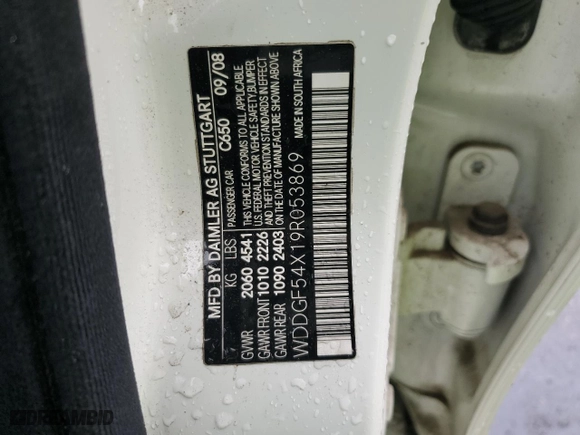 MFD BY DAIMLER AG STUTTGART
PASSENGER CAR C650 09/08
KG LBS
GVWR 2060 4541
GAWR FRONT 1010 2226
GAWR REAR 1090 2403
THIS VEHICLE CONFORMS TO ALL APPLICABLE
U.S. FEDERAL MOTOR VEHICLE SAFETY, BUMPER
AND THEFT PREVENTION STANDARDS IN EFFECT
ON THE DATE OF MANUFACTURE SHOWN ABOVE
WDDGF54X19R053869
MADE IN SOUTH AFRICA
DREAMBID